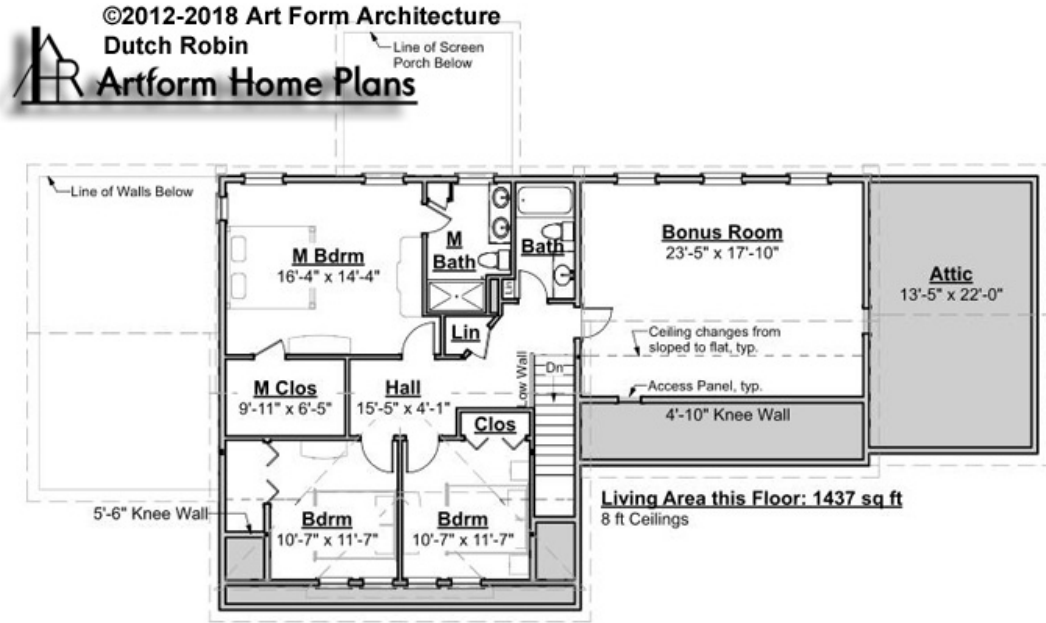 ©2012-2018 Art Form Architecture
Dutch Robin
Artform Home Plans
Line of Screen
Porch Below
Line of Walls Below
M Bdrm
16'-4" x 14'-4"
M
Bath
Bath
Lin
Lin
Bonus Room
23'-5" x 17'-10"
Attic
13'-5" x 22'-0"
Ceiling changes from
sloped to flat, typ.
Access Panel, typ.
4'-10" Knee Wall
M Clos
9'-11" x 6'-5"
Hall
15'-5" x 4'-1"
Low Wall
Dn
Clos
5'-6" Knee Wall
Bdrm
10'-7" x 11'-7"
Bdrm
10'-7" x 11'-7"
Living Area this Floor: 1437 sq ft
8 ft Ceilings